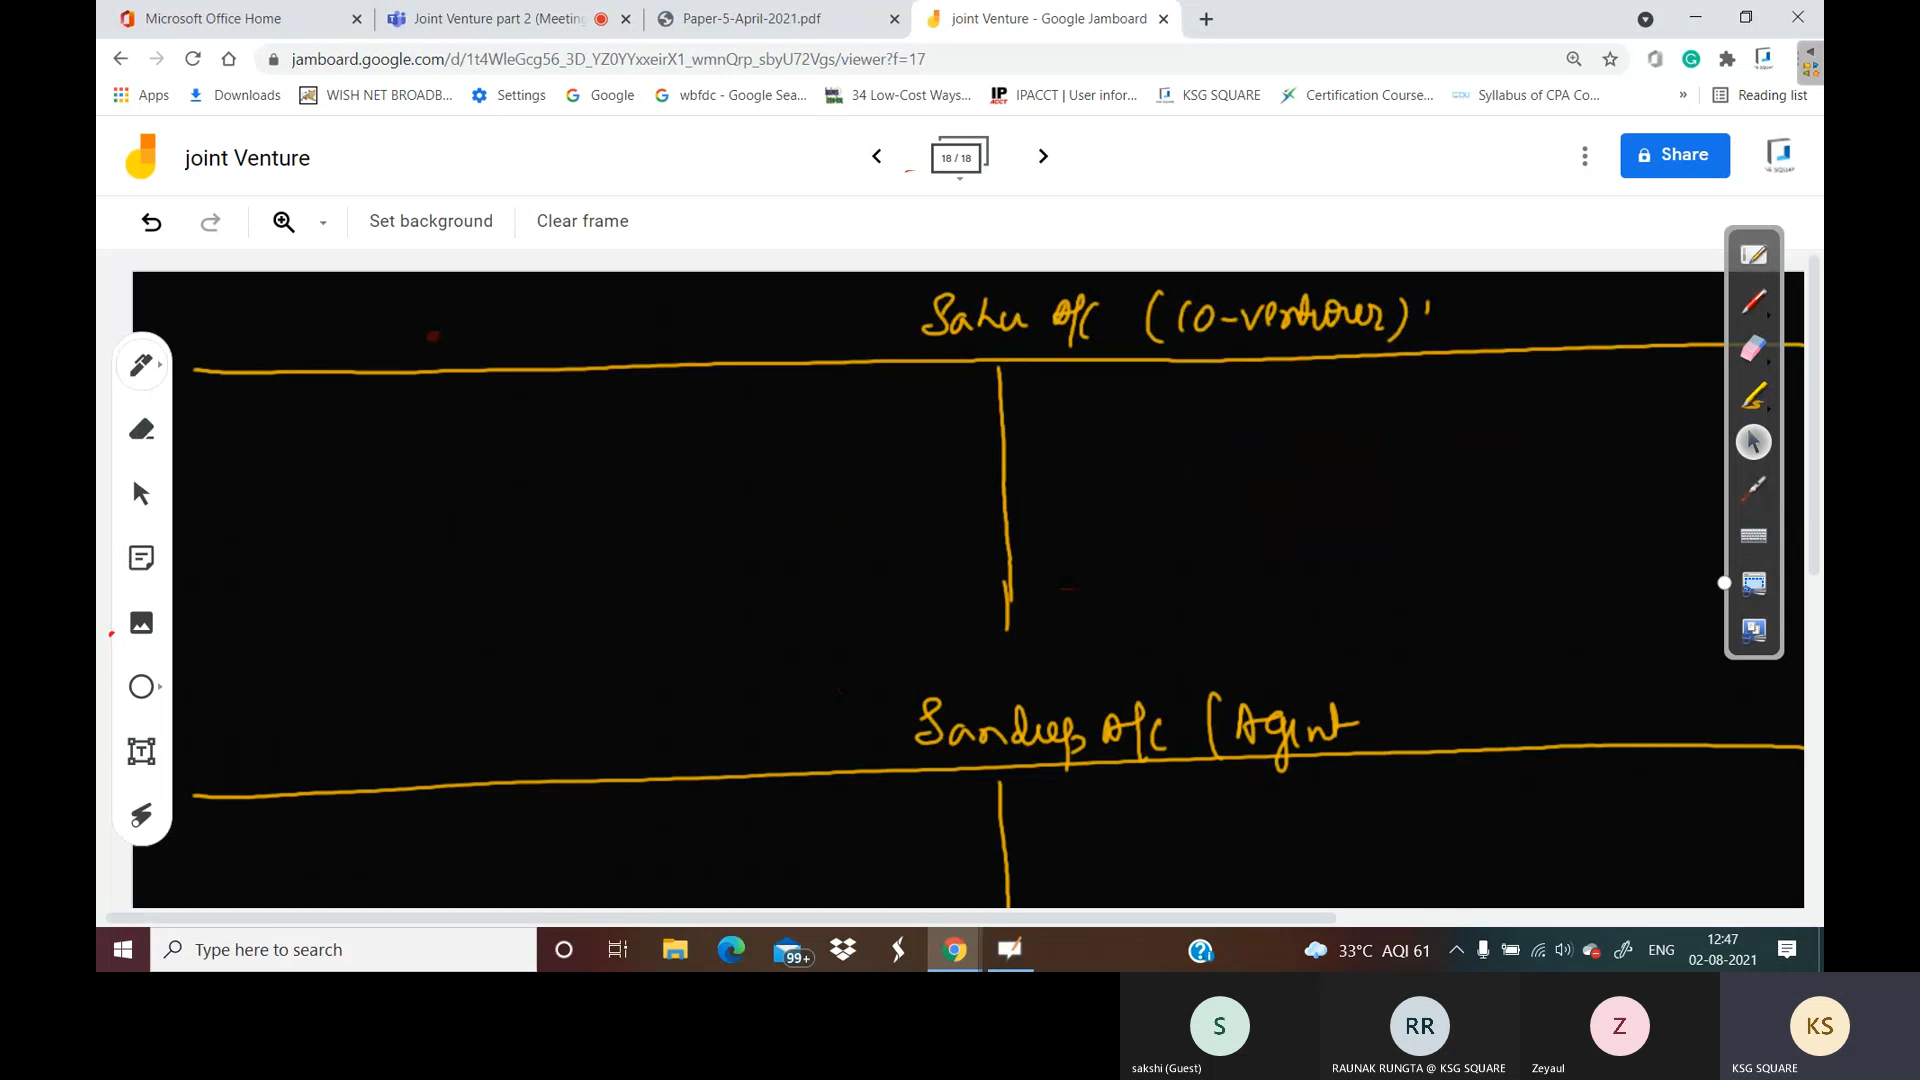 Microsoft Office Home
Joint Venture part 2 (Meetin
Paper-5-April-2021.pdf
joint Venture - Google Jamboard
jamboard.google.com/d/1t4WleGcg56_3D_YZ0YYxxeirX1_wmnQrp_sbyU72Vgs/viewer?f=17
Apps
Downloads
WISH NET BROADB...
Settings
Google
wbfdc - Google Sea...
34 Low-Cost Ways...
IPACCT | User infor...
KSG SQUARE
Certification Course...
Syllabus of CPA Co...
»
Reading list
joint Venture
18 / 18
Share
Set background
Clear frame
Sahu A/C (co-venturer)
Sandeep A/C (Agent
Type here to search
99+
33°C AQI 61
ENG
12:47
02-08-2021
S
RR
Z
KS
sakshi (Guest)
RAUNAK RUNGTA @ KSG SQUARE
Zeyaul
KSG SQUARE